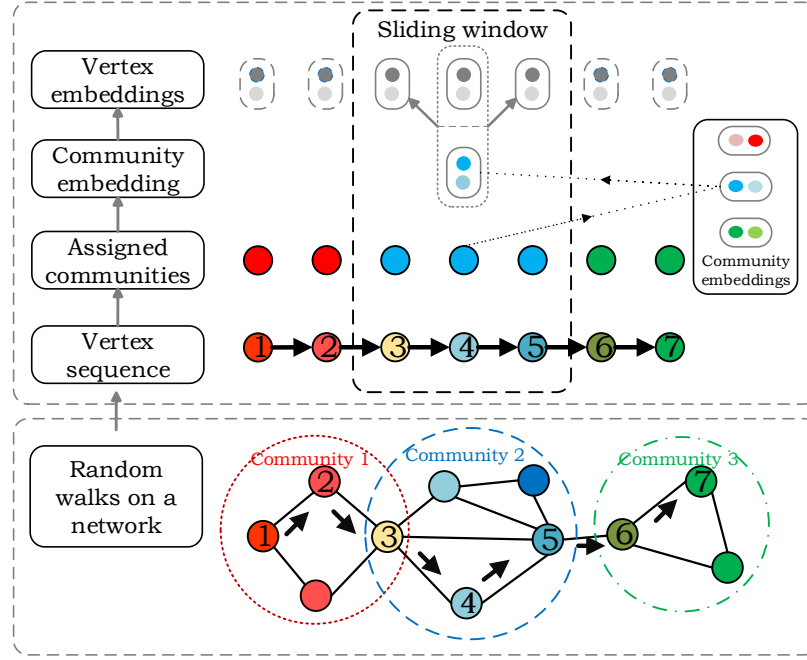 Sliding window
Vertex
embeddings
Community
embedding
Assigned
communities
Community
embeddings
Vertex
sequence
1
2
3
4
5
6
7
Random
walks on a
network
Community 1
Community 2
Community 3
1
2
3
4
5
6
7